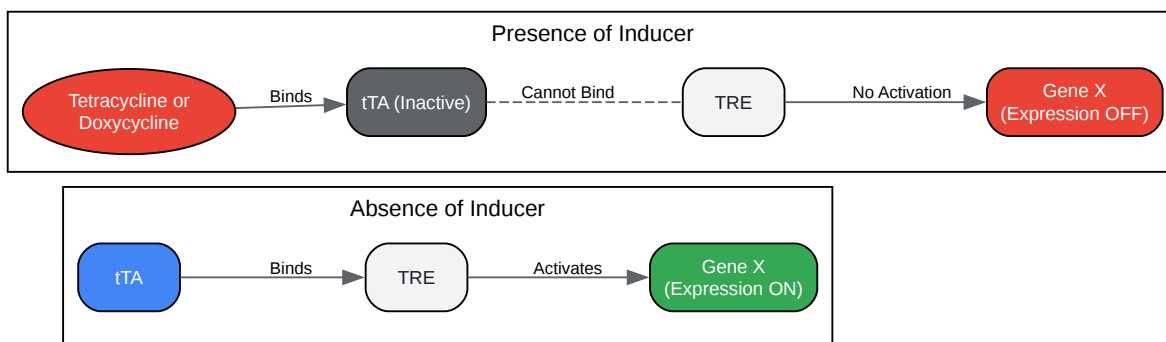 Presence of Inducer
Tetracycline or
Doxycycline
Binds
tTA (Inactive)
Cannot Bind
TRE
No Activation
Gene X
(Expression OFF)
Absence of Inducer
tTA
Binds
TRE
Activates
Gene X
(Expression ON)